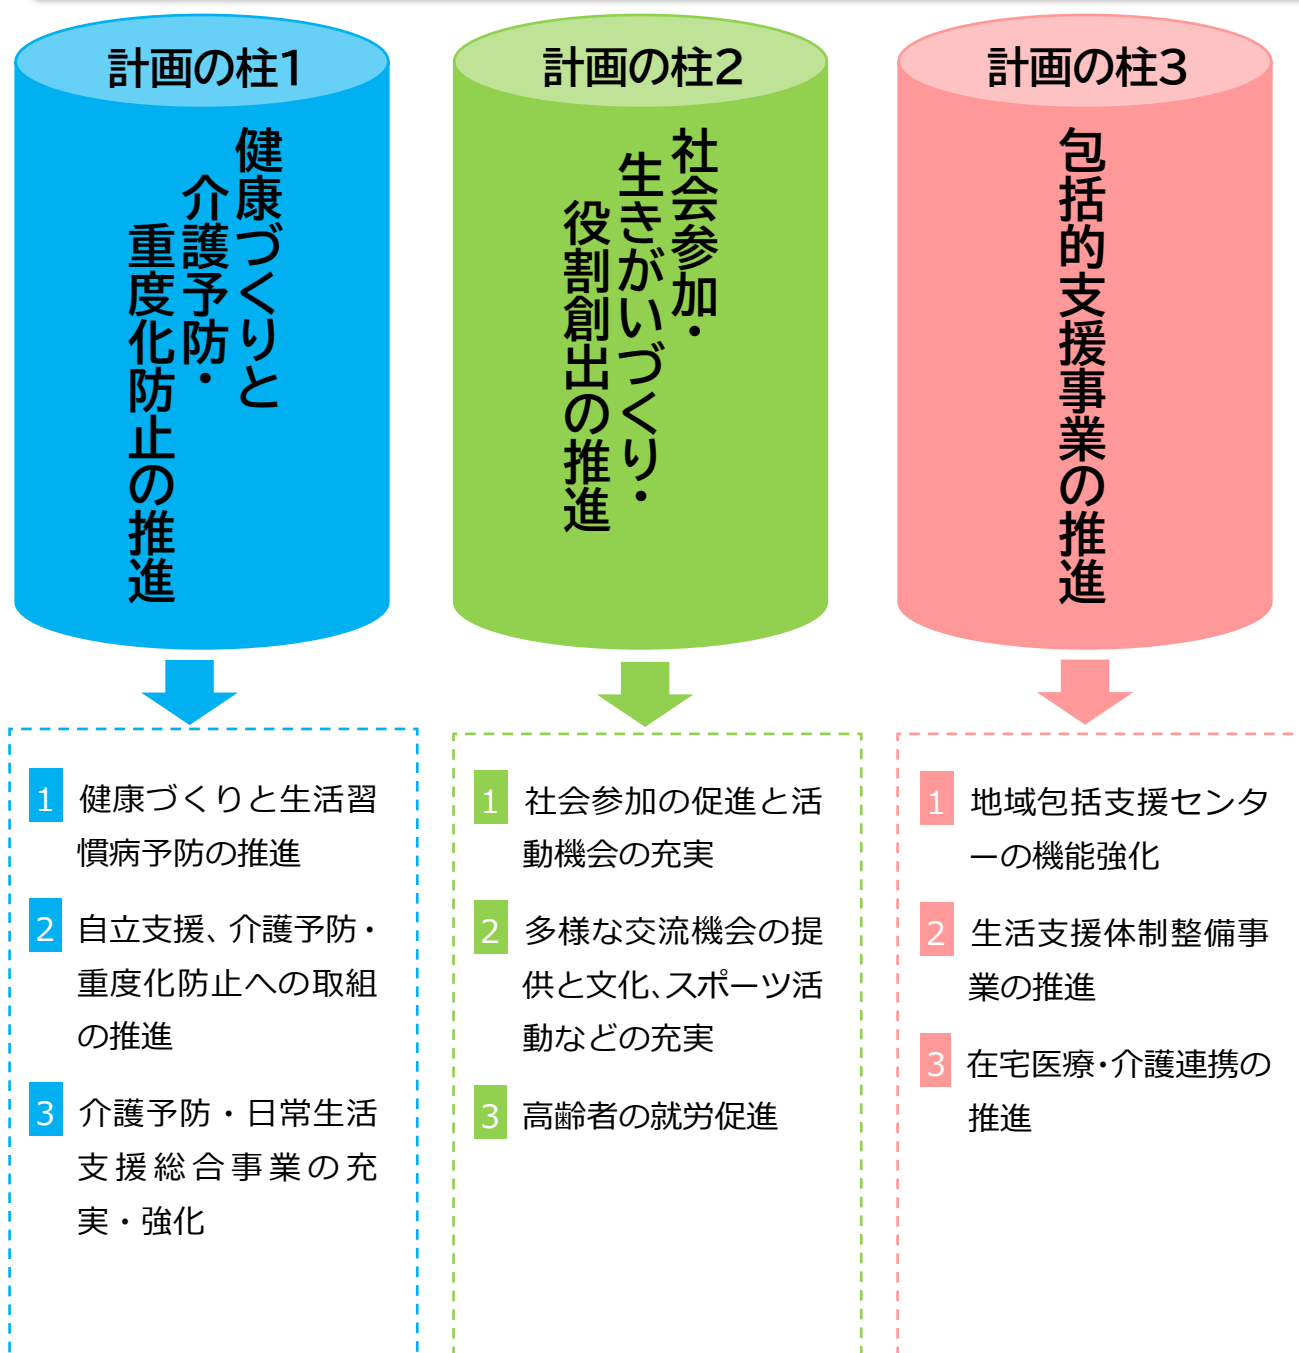 計画の柱1
健康づくりと
介護予防・
重度化防止の推進
1 健康づくりと生活習
慣病予防の推進
2 自立支援、介護予防・
重度化防止への取組
の推進
3 介護予防・日常生活
支援総合事業の充
実・強化
計画の柱2
社会参加・
生きがいづくり・
役割創出の推進
1 社会参加の促進と活
動機会の充実
2 多様な交流機会の提
供と文化、スポーツ活
動などの充実
3 高齢者の就労促進
計画の柱3
包括的支援事業の推進
1 地域包括支援センタ
ーの機能強化
2 生活支援体制整備事
業の推進
3 在宅医療・介護連携の
推進